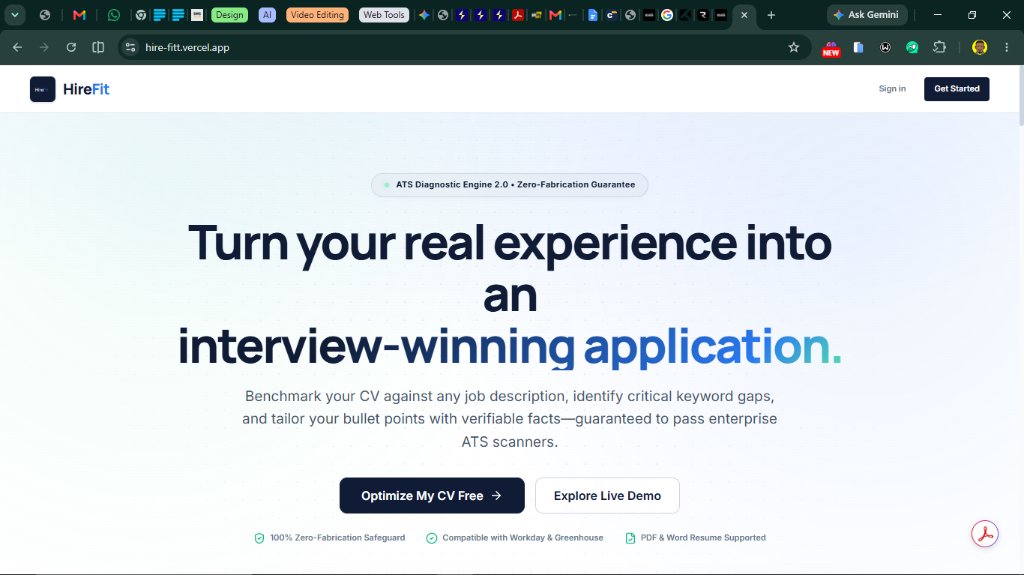 Design
AI
Video Editing
Web Tools
Ask Gemini
hire-fitt.vercel.app
NEW
HireFit
Sign in
Get Started
ATS Diagnostic Engine 2.0 • Zero-Fabrication Guarantee
Turn your real experience into
an
interview-winning application.
Benchmark your CV against any job description, identify critical keyword gaps,
and tailor your bullet points with verifiable facts—guaranteed to pass enterprise
ATS scanners.
Optimize My CV Free →
Explore Live Demo
100% Zero-Fabrication Safeguard
Compatible with Workday & Greenhouse
PDF & Word Resume Supported